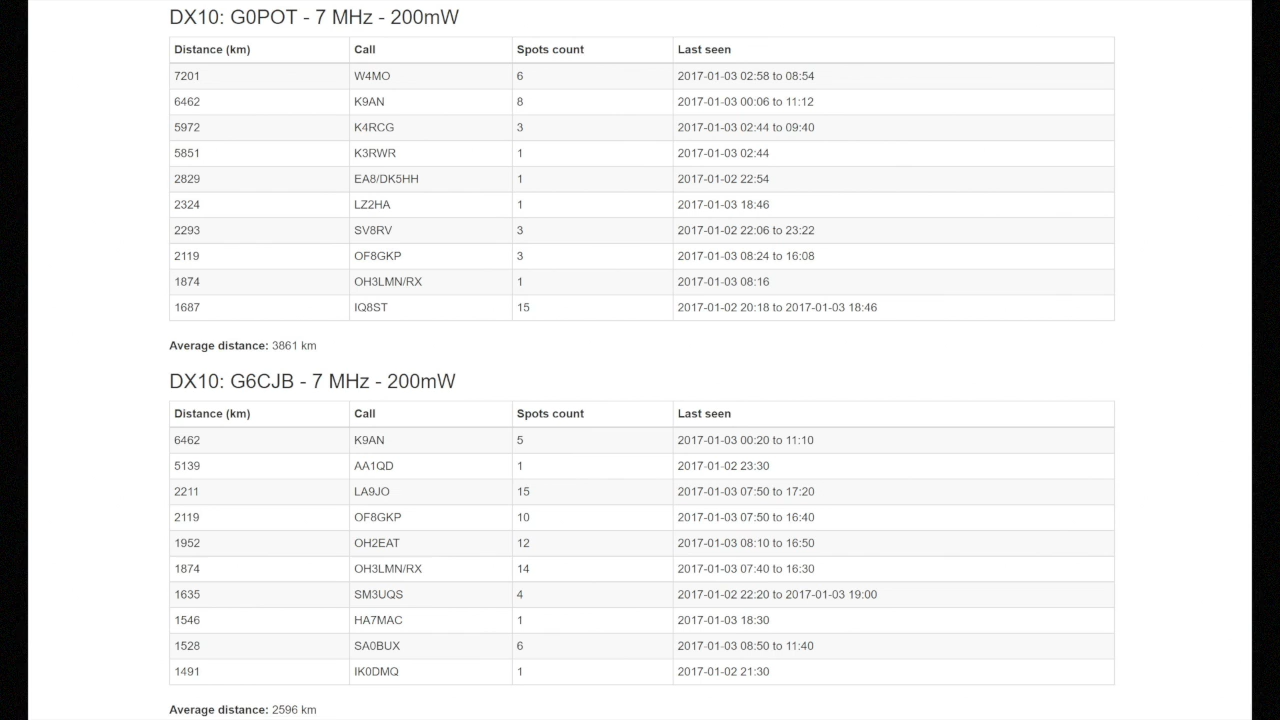 DX10: G0POT - 7 MHz - 200mW
Distance (km) Call Spots count Last seen
7201 W4MO 6 2017-01-03 02:58 to 08:54
6462 K9AN 8 2017-01-03 00:06 to 11:12
5972 K4RCG 3 2017-01-03 02:44 to 09:40
5851 K3RWR 1 2017-01-03 02:44
2829 EA8/DK5HH 1 2017-01-02 22:54
2324 LZ2HA 1 2017-01-03 18:46
2293 SV8RV 3 2017-01-02 22:06 to 23:22
2119 OF8GKP 3 2017-01-03 08:24 to 16:08
1874 OH3LMN/RX 1 2017-01-03 08:16
1687 IQ8ST 15 2017-01-02 20:18 to 2017-01-03 18:46
Average distance: 3861 km
DX10: G6CJB - 7 MHz - 200mW
Distance (km) Call Spots count Last seen
6462 K9AN 5 2017-01-03 00:20 to 11:10
5139 AA1QD 1 2017-01-02 23:30
2211 LA9JO 15 2017-01-03 07:50 to 17:20
2119 OF8GKP 10 2017-01-03 07:50 to 16:40
1952 OH2EAT 12 2017-01-03 08:10 to 16:50
1874 OH3LMN/RX 14 2017-01-03 07:40 to 16:30
1635 SM3UQS 4 2017-01-02 22:20 to 2017-01-03 19:00
1546 HA7MAC 1 2017-01-03 18:30
1528 SA0BUX 6 2017-01-03 08:50 to 11:40
1491 IK0DMQ 1 2017-01-02 21:30
Average distance: 2596 km